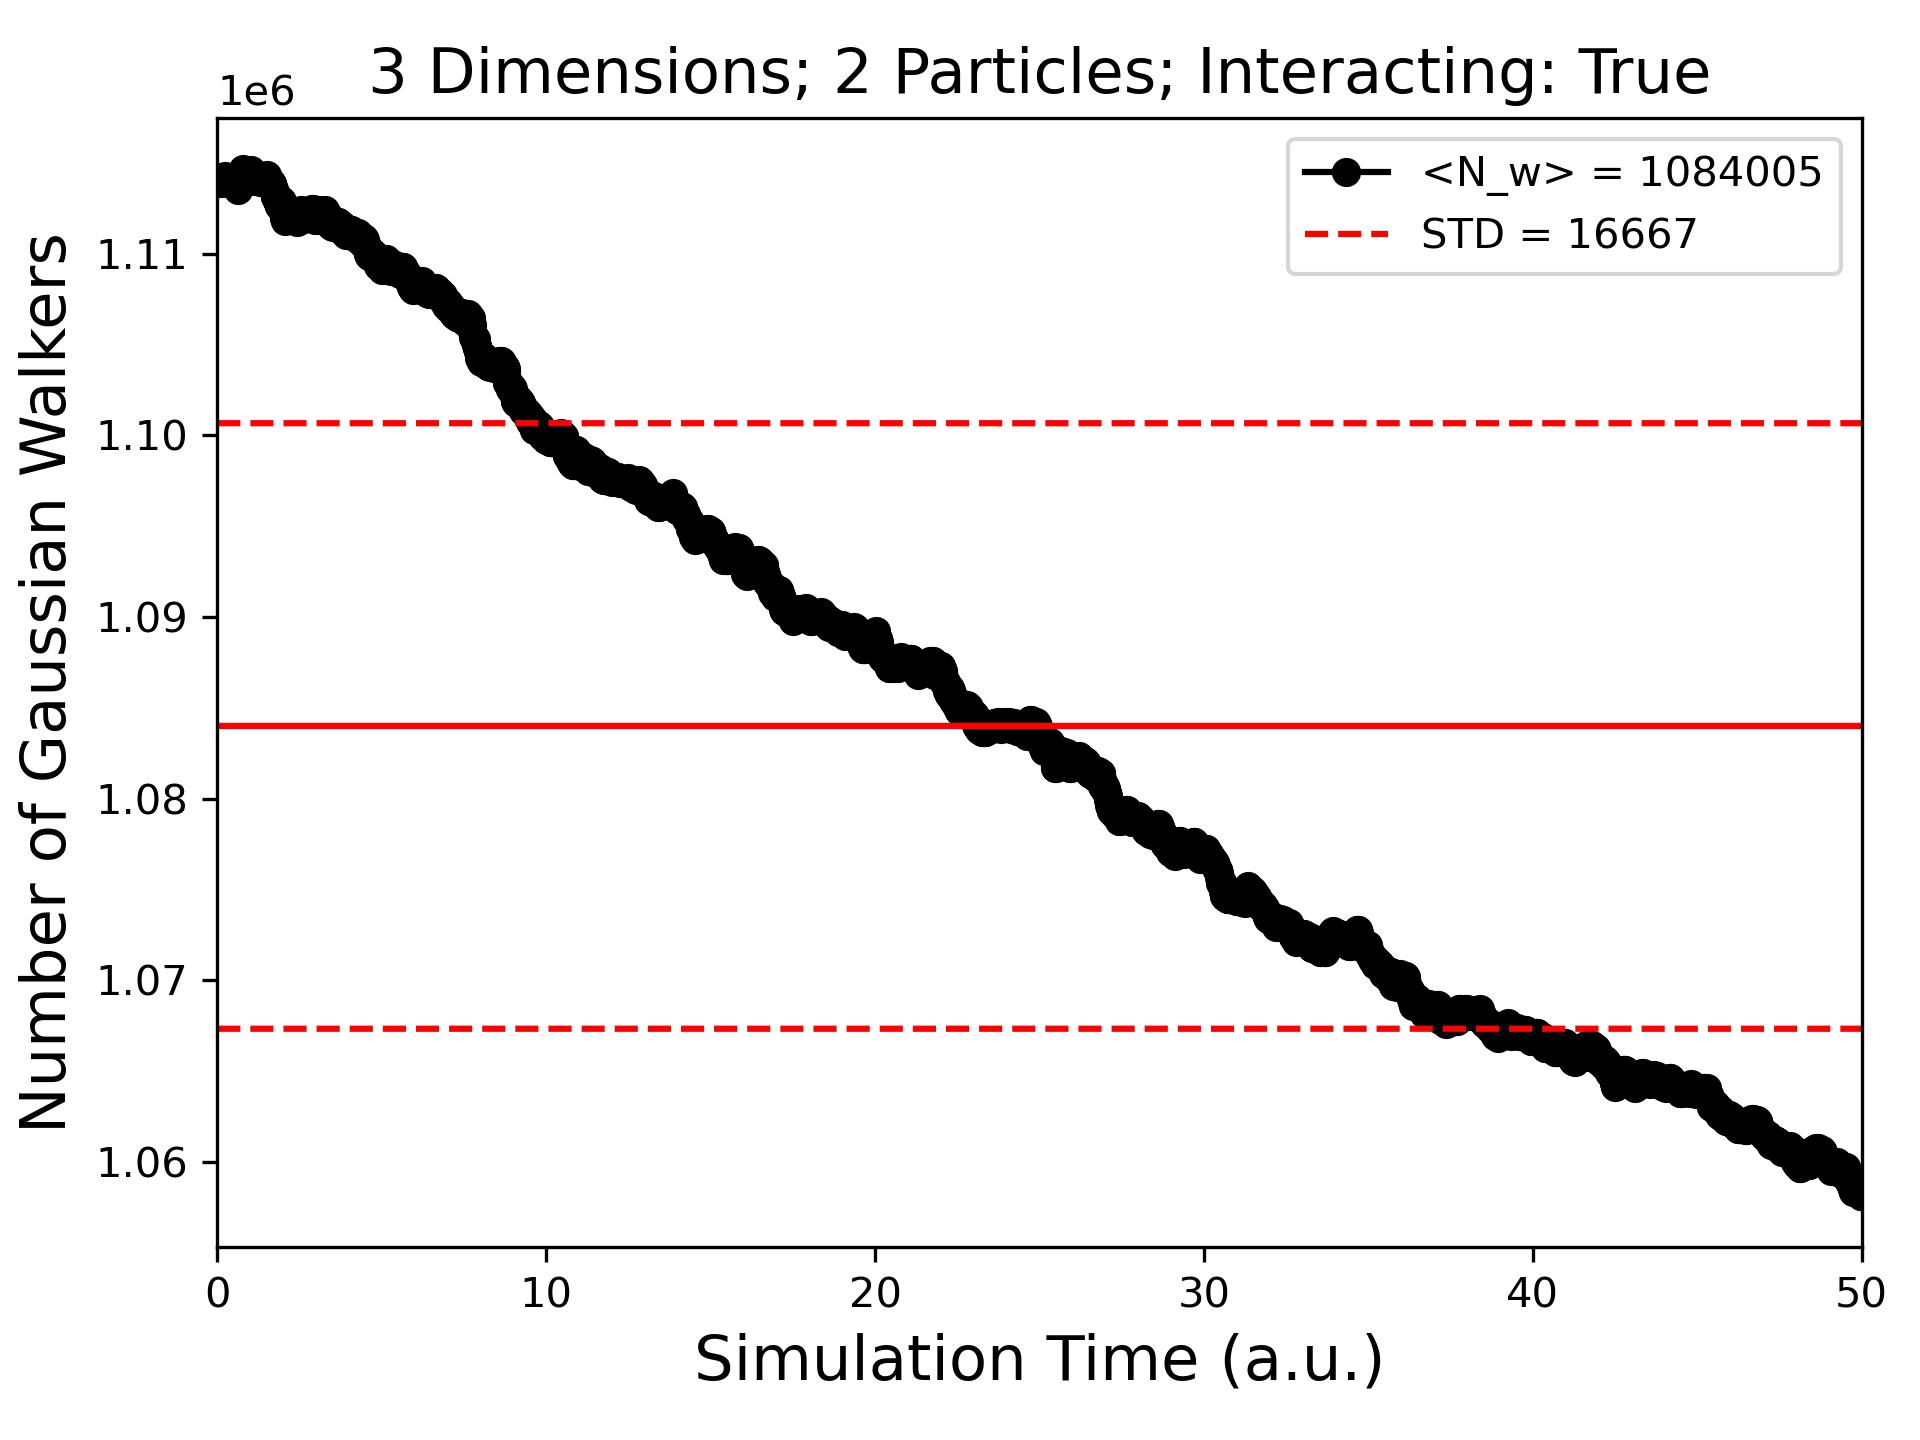 3 Dimensions; 2 Particles; Interacting: True
1e6
<N_w> = 1084005
STD = 16667
Number of Gaussian Walkers
1.11
1.10
1.09
1.08
1.07
1.06
0 10 20 30 40 50
Simulation Time (a.u.)